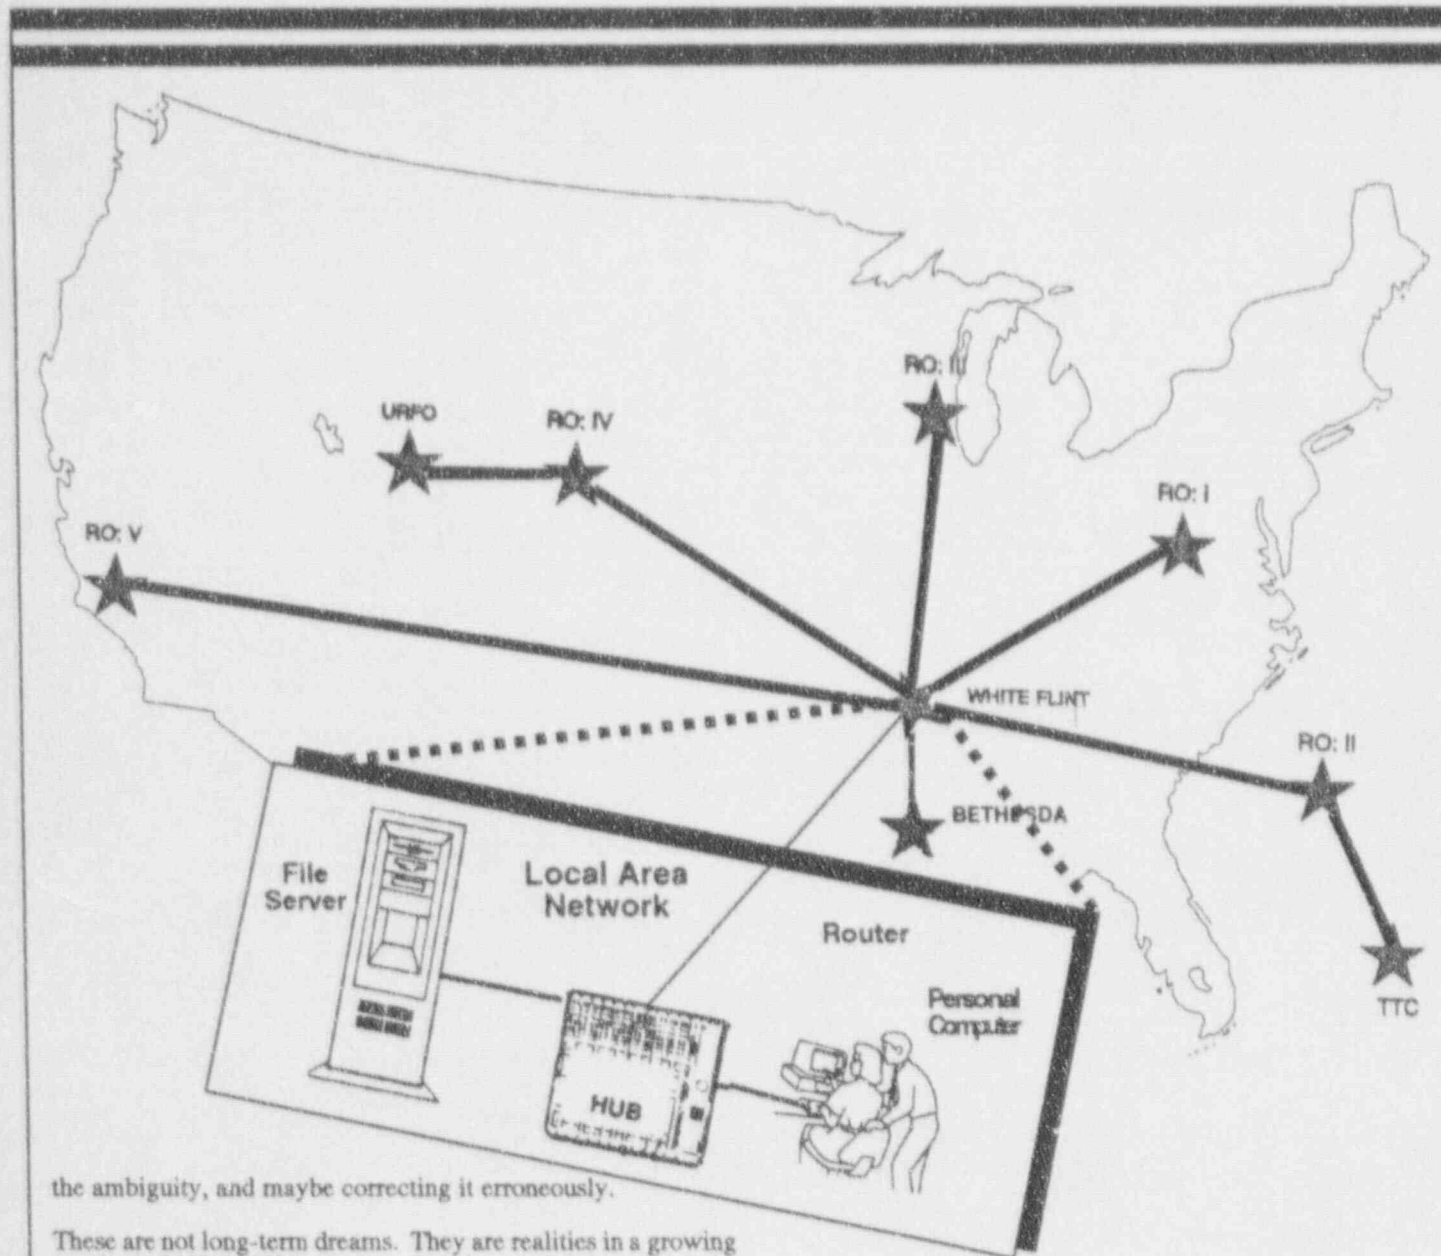 RO: III
URFO
RO: IV
RO: I
RO: V
WHITE FLINT
RO: II
BETHESDA
File
Server
Local Area
Network
Router
Personal
Computer
TTC
HUB
the ambiguity, and maybe correcting it erroneously.
These are not long-term dreams. They are realities in a growing